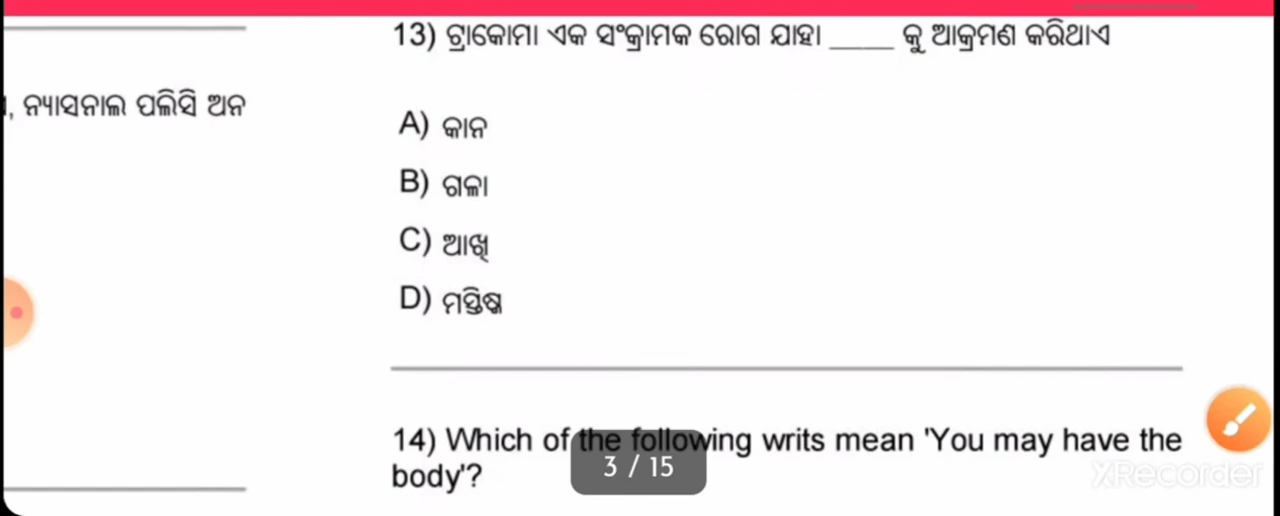 , ନ୍ୟାସନାଲ ପଲିସି ଅନ
13) ଟ୍ରାକୋମା ଏକ ସଂକ୍ରାମକ ରୋଗ ଯାହା _____ କୁ ଆକ୍ରମଣ କରିଥାଏ
A) କାନ
B) ଗଳା
C) ଆଖି
D) ମସ୍ତିଷ୍କ
14) Which of the following writs mean 'You may have the
body'?
3 / 15
XRecorder